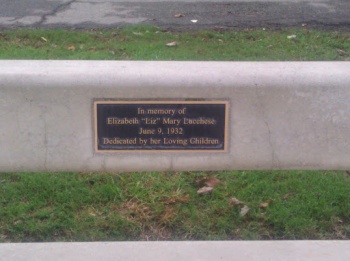 In memory of
Elizabeth "Liz" Mary Lucchese
June 9, 1932
Dedicated by her Loving Children